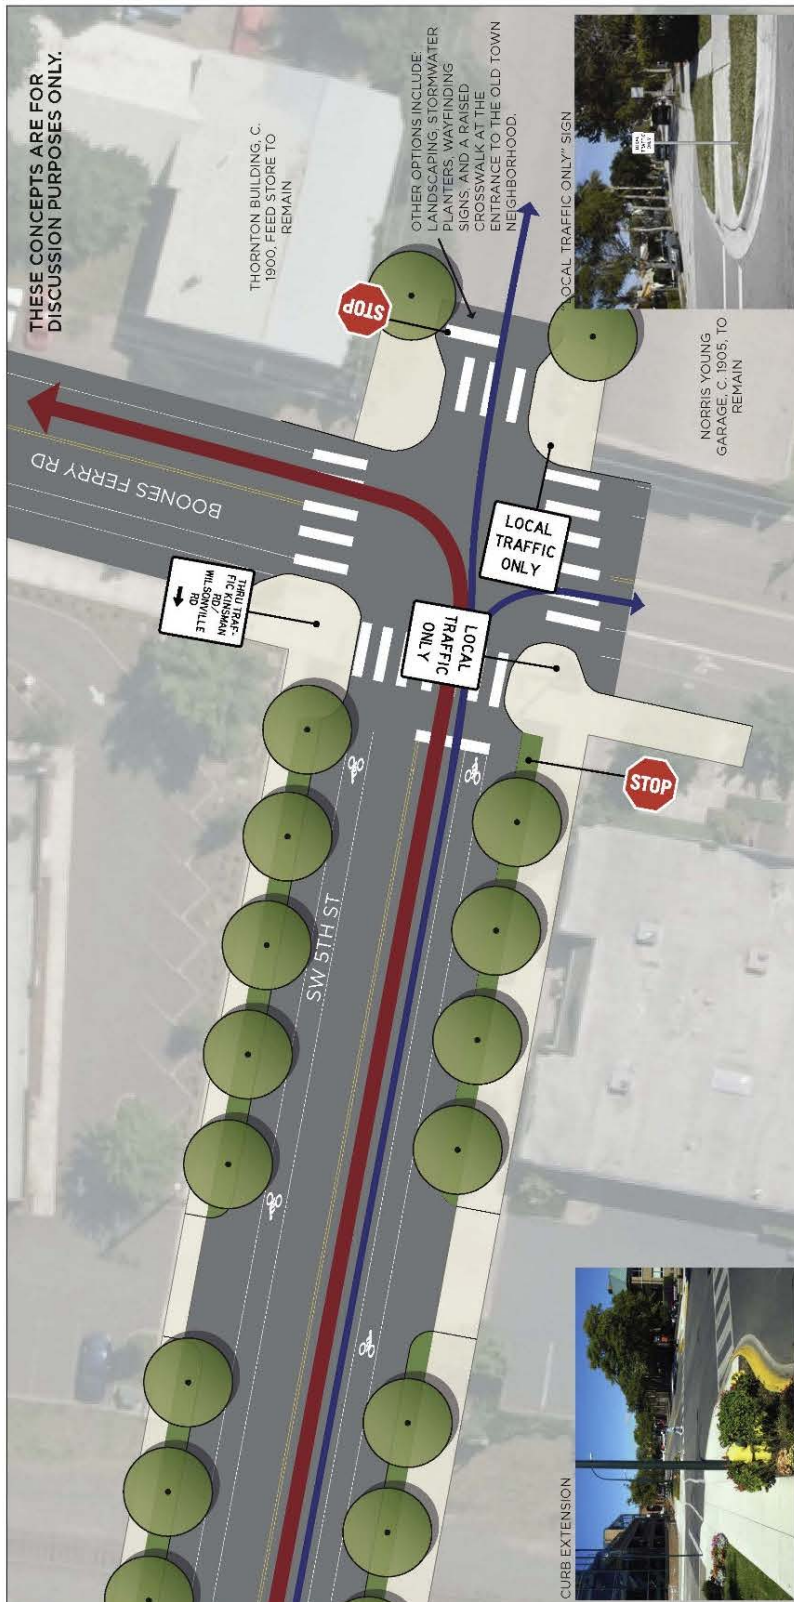 THESE CONCEPTS ARE FOR
DISCUSSION PURPOSES ONLY.
THORNTON BUILDING, C.
1900, FEED STORE TO
REMAIN
OTHER OPTIONS INCLUDE:
LANDSCAPING, STORMWATER
PLANTERS, WAYFINDING
SIGNS, AND A RAISED
CROSSWALK AT THE
ENTRANCE TO THE OLD TOWN
NEIGHBORHOOD.
STOP
BOONES FERRY RD
THRU TRAF-
FIC KINSMAN
RD/
WILSONVILLE
RD
LOCAL
TRAFFIC
ONLY
LOCAL
TRAFFIC
ONLY
STOP
SW 5TH ST
NORRIS YOUNG
GARAGE, C. 1905, TO
REMAIN
"LOCAL TRAFFIC ONLY" SIGN
LOCAL
TRAFFIC
ONLY
CURB EXTENSION